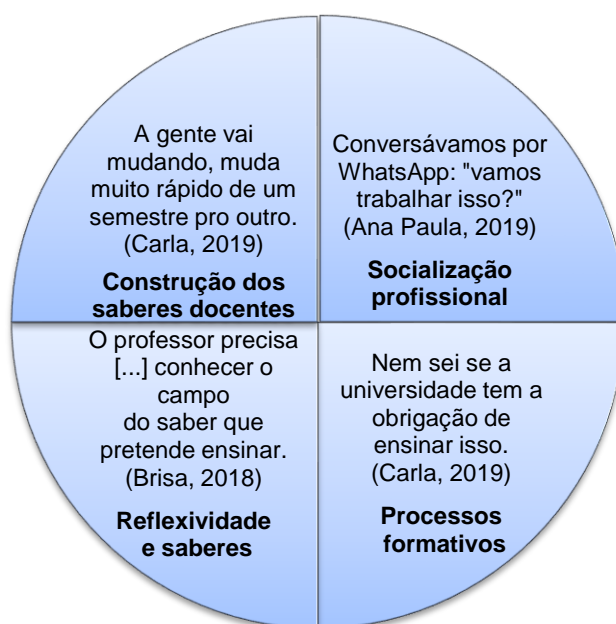 A gente vai
mudando, muda
muito rápido de um
semestre pro outro.
(Carla, 2019)
Construção dos
saberes docentes
Conversávamos por
WhatsApp: "vamos
trabalhar isso?"
(Ana Paula, 2019)
Socialização
profissional
O professor precisa
[...] conhecer o
campo
do saber que
pretende ensinar.
(Brisa, 2018)
Reflexividade
e saberes
Nem sei se a
universidade tem a
obrigação de
ensinar isso.
(Carla, 2019)
Processos
formativos